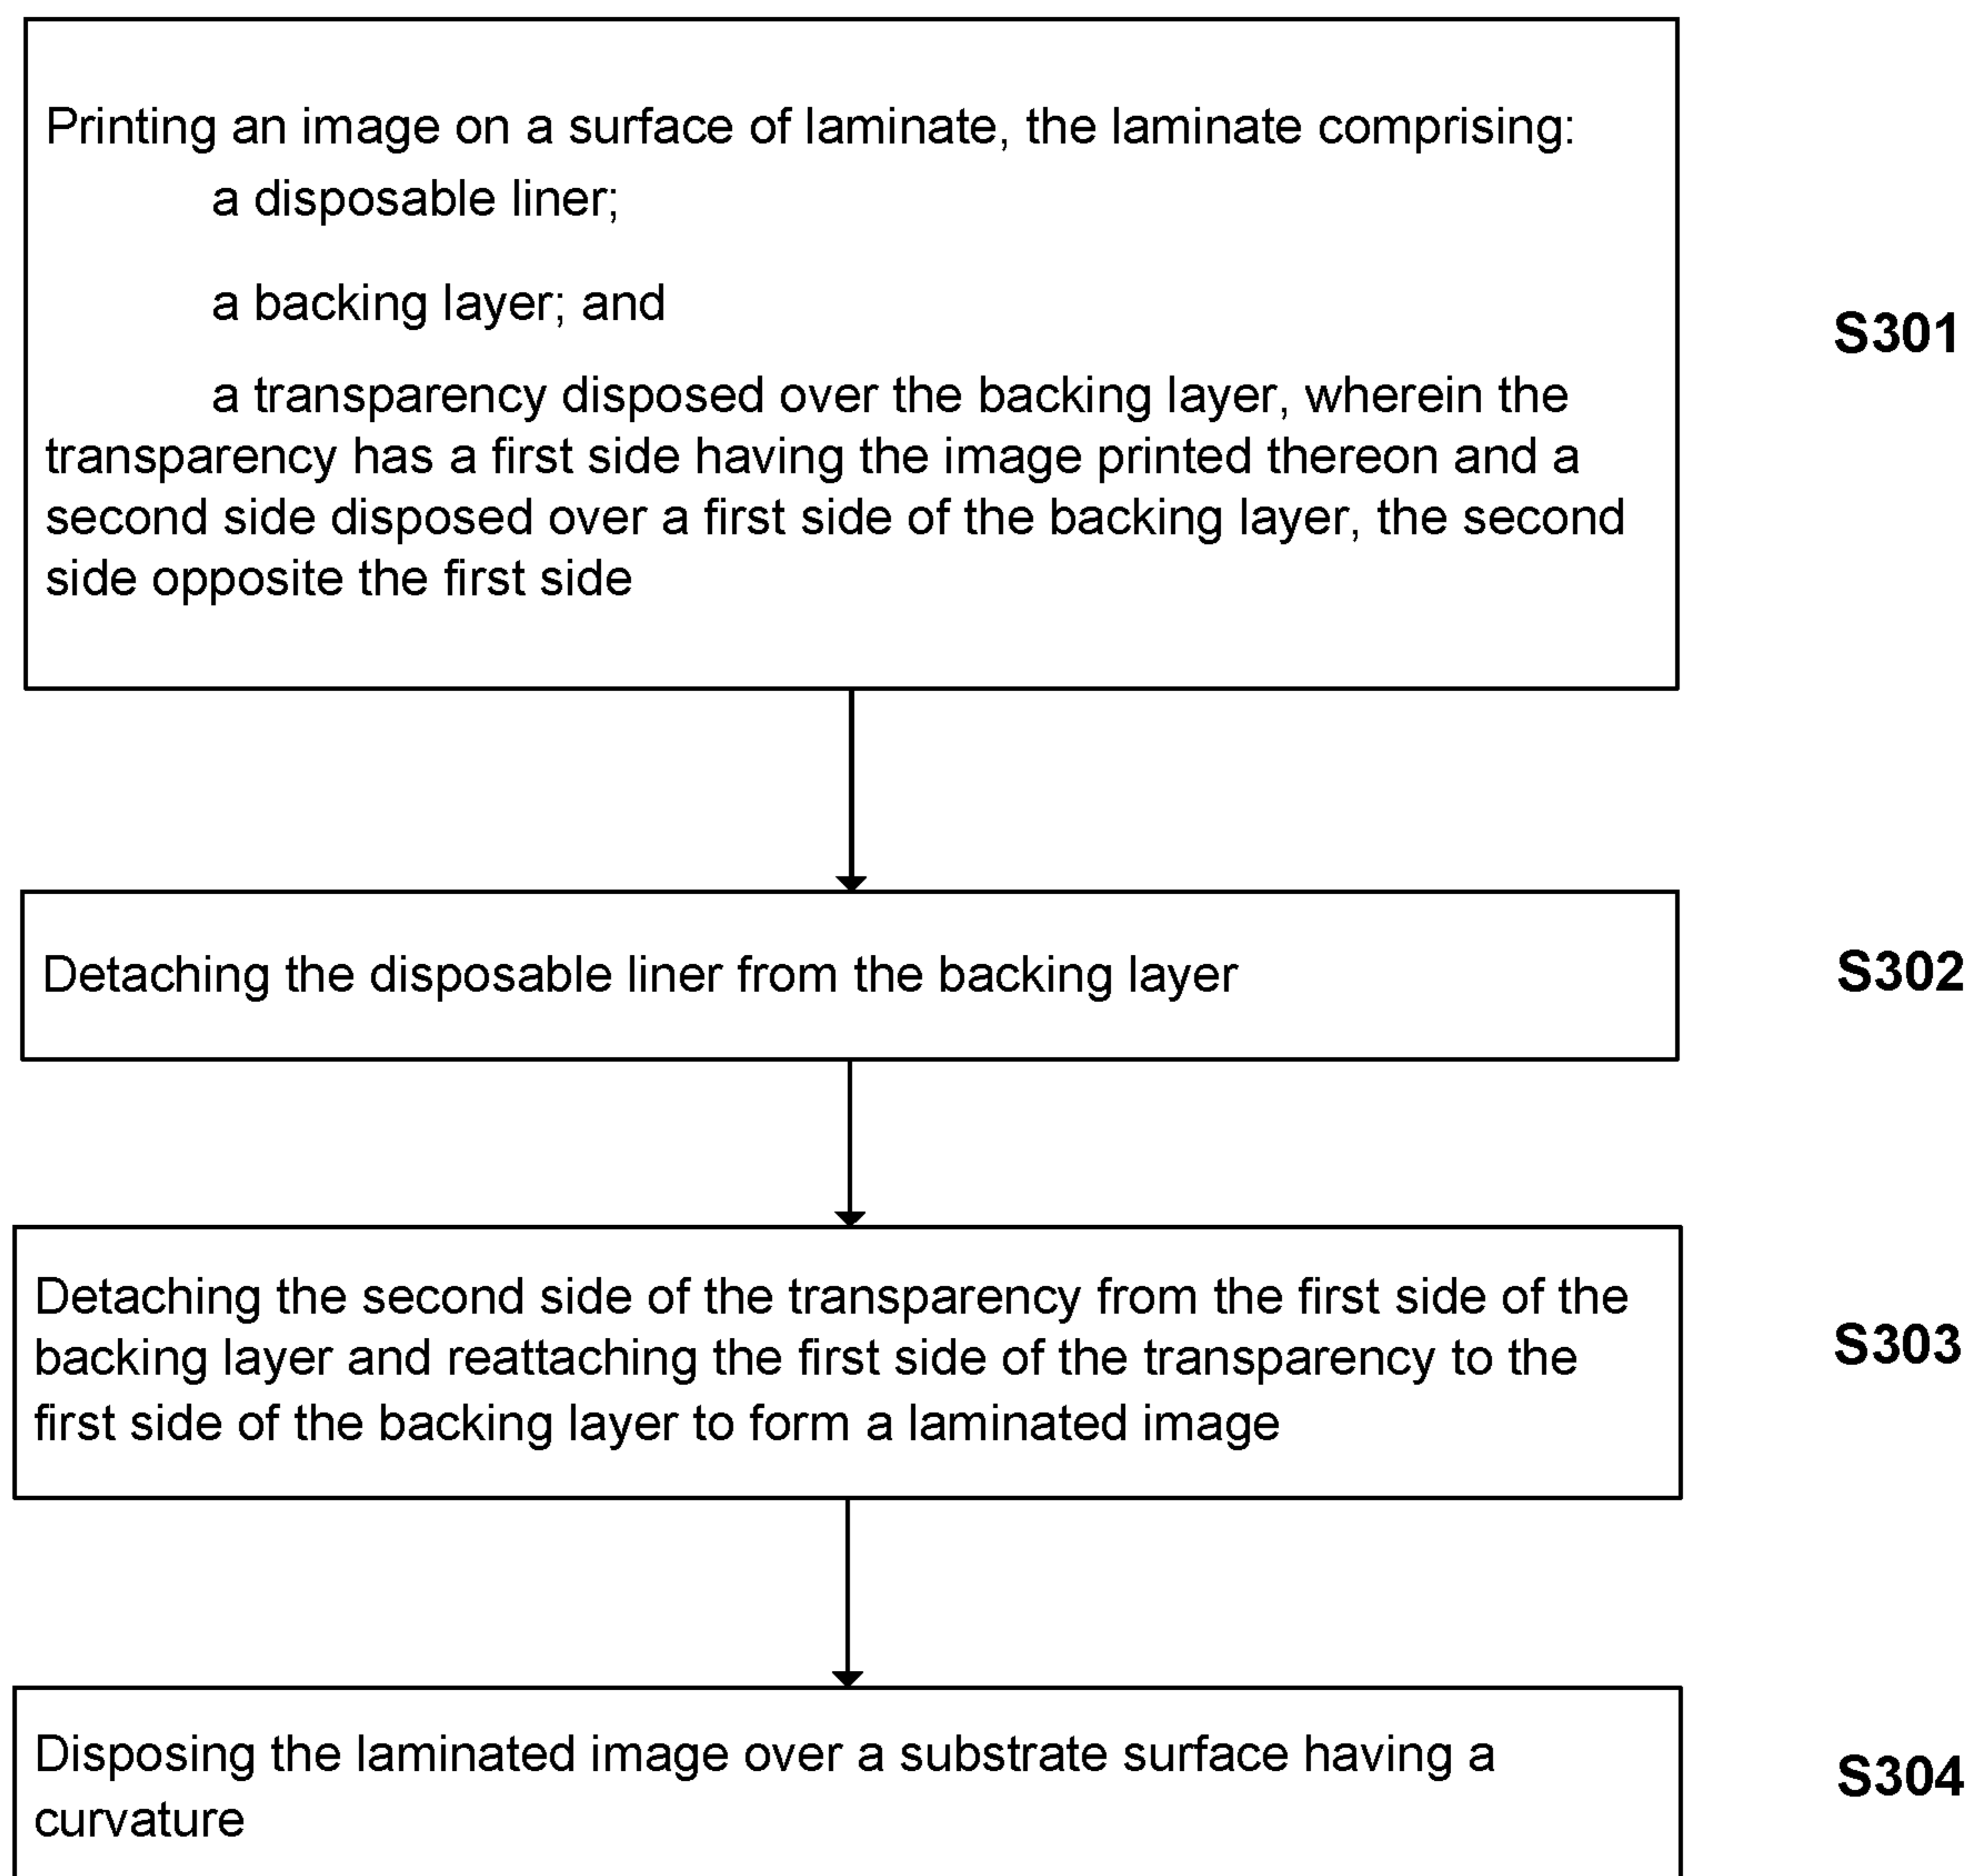 Printing an image on a surface of laminate, the laminate comprising:
a disposable liner;
a backing layer; and
a transparency disposed over the backing layer, wherein the
transparency has a first side having the image printed thereon and a
second side disposed over a first side of the backing layer, the second
side opposite the first side
S301
Detaching the disposable liner from the backing layer
S302
Detaching the second side of the transparency from the first side of the
backing layer and reattaching the first side of the transparency to the
first side of the backing layer to form a laminated image
S303
Disposing the laminated image over a substrate surface having a
curvature
S304